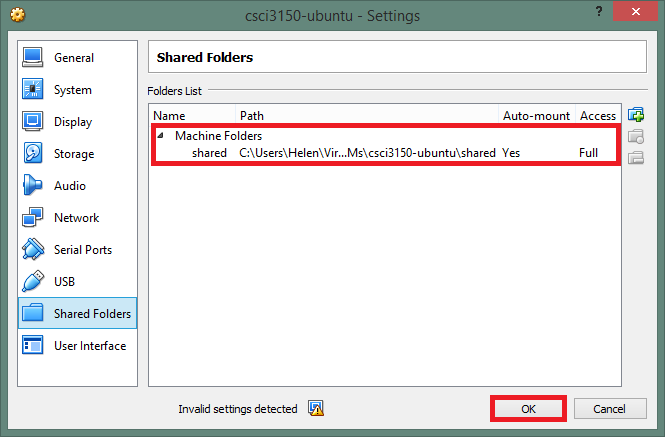 csci3150-ubuntu - Settings
?
General
System
Display
Storage
Audio
Network
Serial Ports
USB
Shared Folders
User Interface
Shared Folders
Folders List
Name Path Auto-mount Access
Machine Folders
shared C:\Users\Helen\Vir...Ms\csci3150-ubuntu\shared Yes Full
Invalid settings detected
OK Cancel